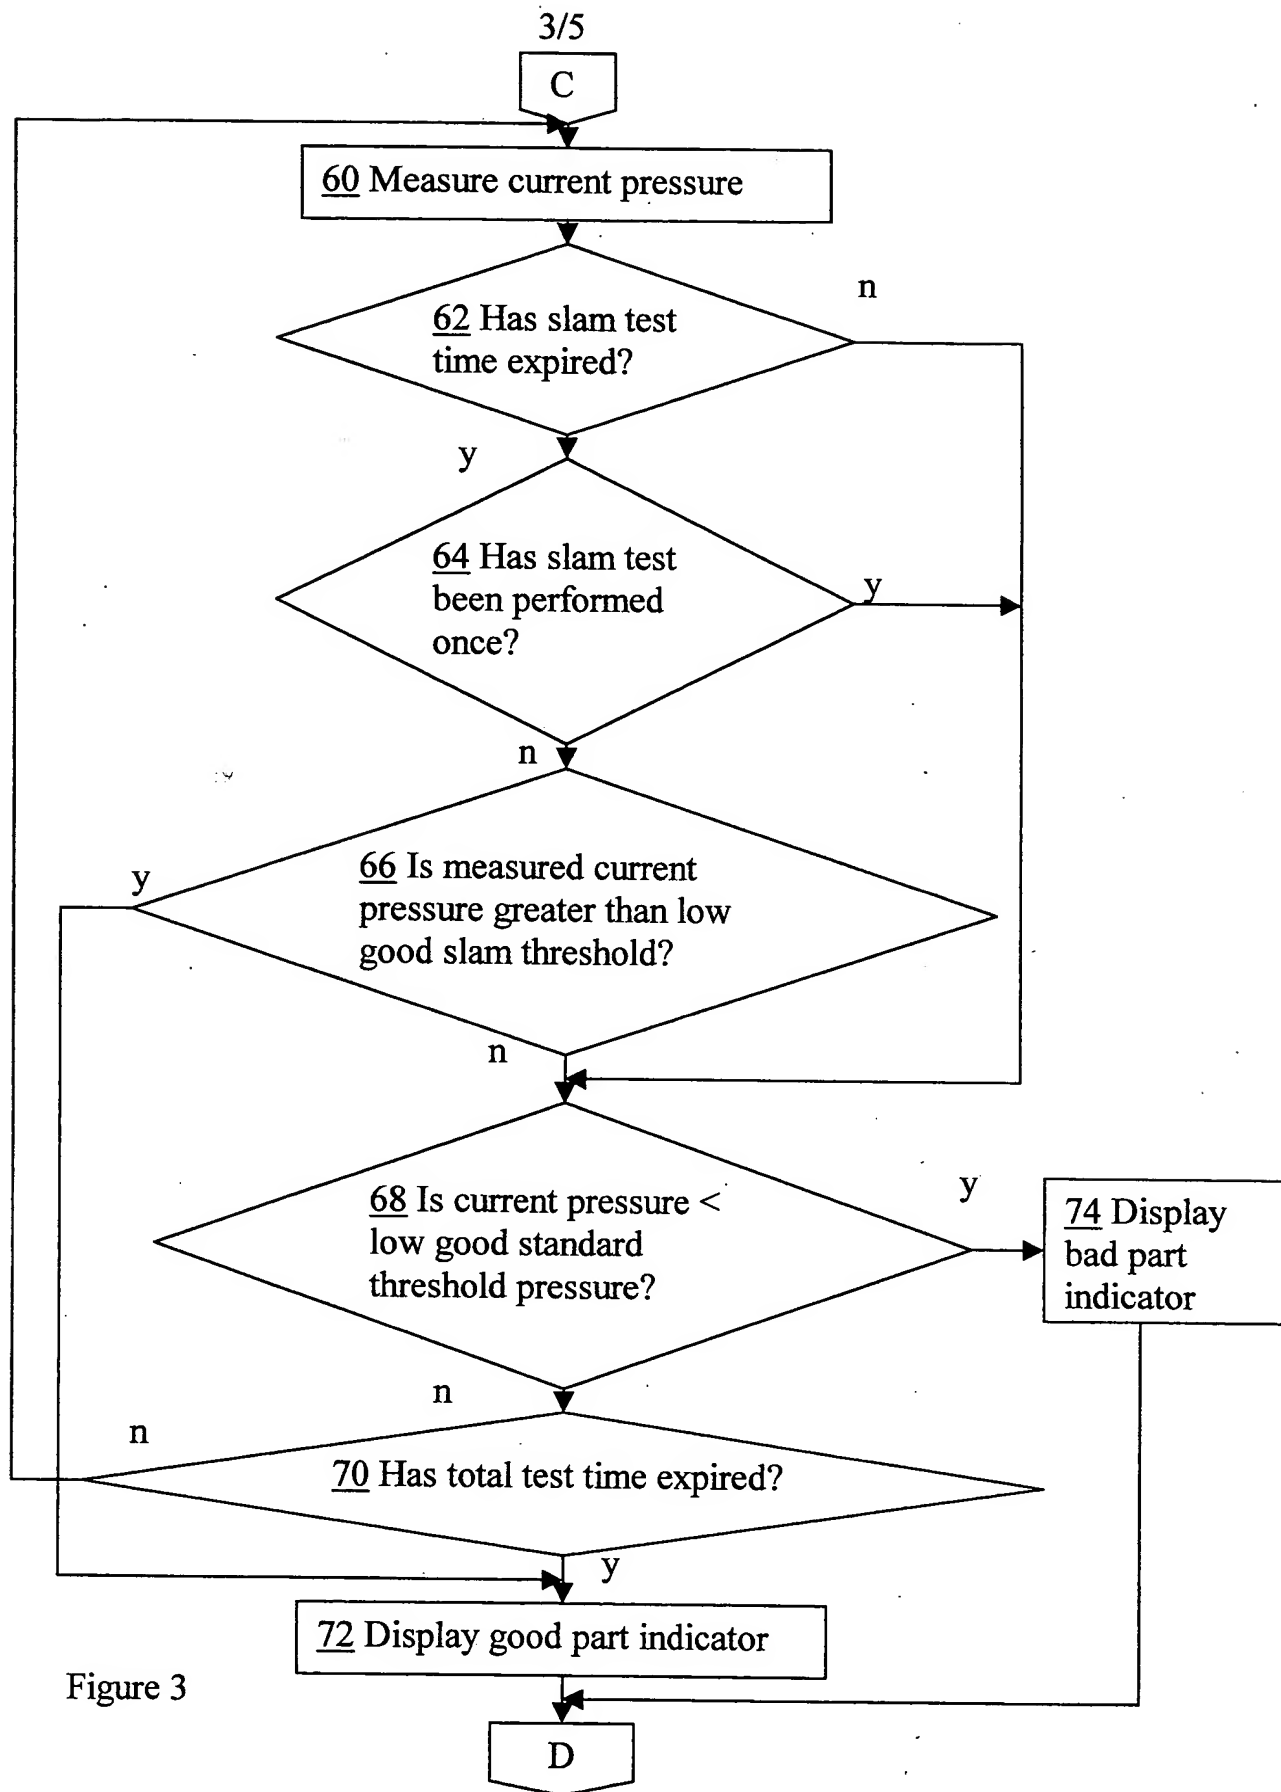 3/5
C
60 Measure current pressure
n
62 Has slam test
time expired?
y
64 Has slam test
been performed
once?
y
n
66 Is measured current
pressure greater than low
good slam threshold?
y
n
68 Is current pressure <
low good standard
threshold pressure?
y
74 Display
bad part
indicator
n
n
70 Has total test time expired?
y
72 Display good part indicator
Figure 3
D